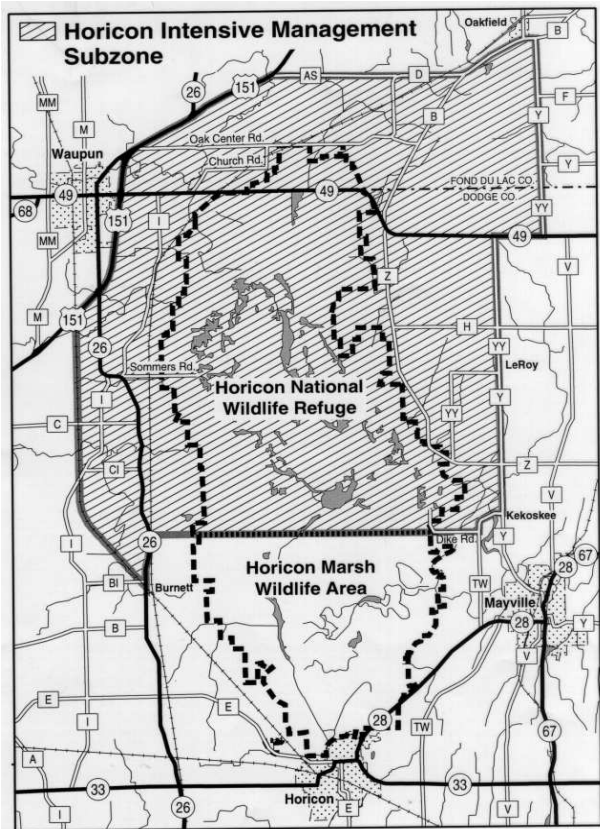 Horicon Intensive Management
Subzone
Oakfield
B
26
151
AS
D
MM
M
B
F
Y
Oak Center Rd.
Waupun
Church Rd.
Y
49
49
FOND DU LAC CO.
DODGE CO.
68
151
I
YY
49
MM
Z
V
M
151
H
26
YY
Sommers Rd.
LeRoy
I
Horicon National
Wildlife Refuge
Y
YY
C
CI
Z
V
Kekoskee
I
26
Dike Rd.
Y
67
28
Horicon Marsh
Wildlife Area
BI
Burnett
TW
Mayville
B
28
Y
V
E
E
I
28
TW
67
A
33
33
Horicon
I
26
E
V